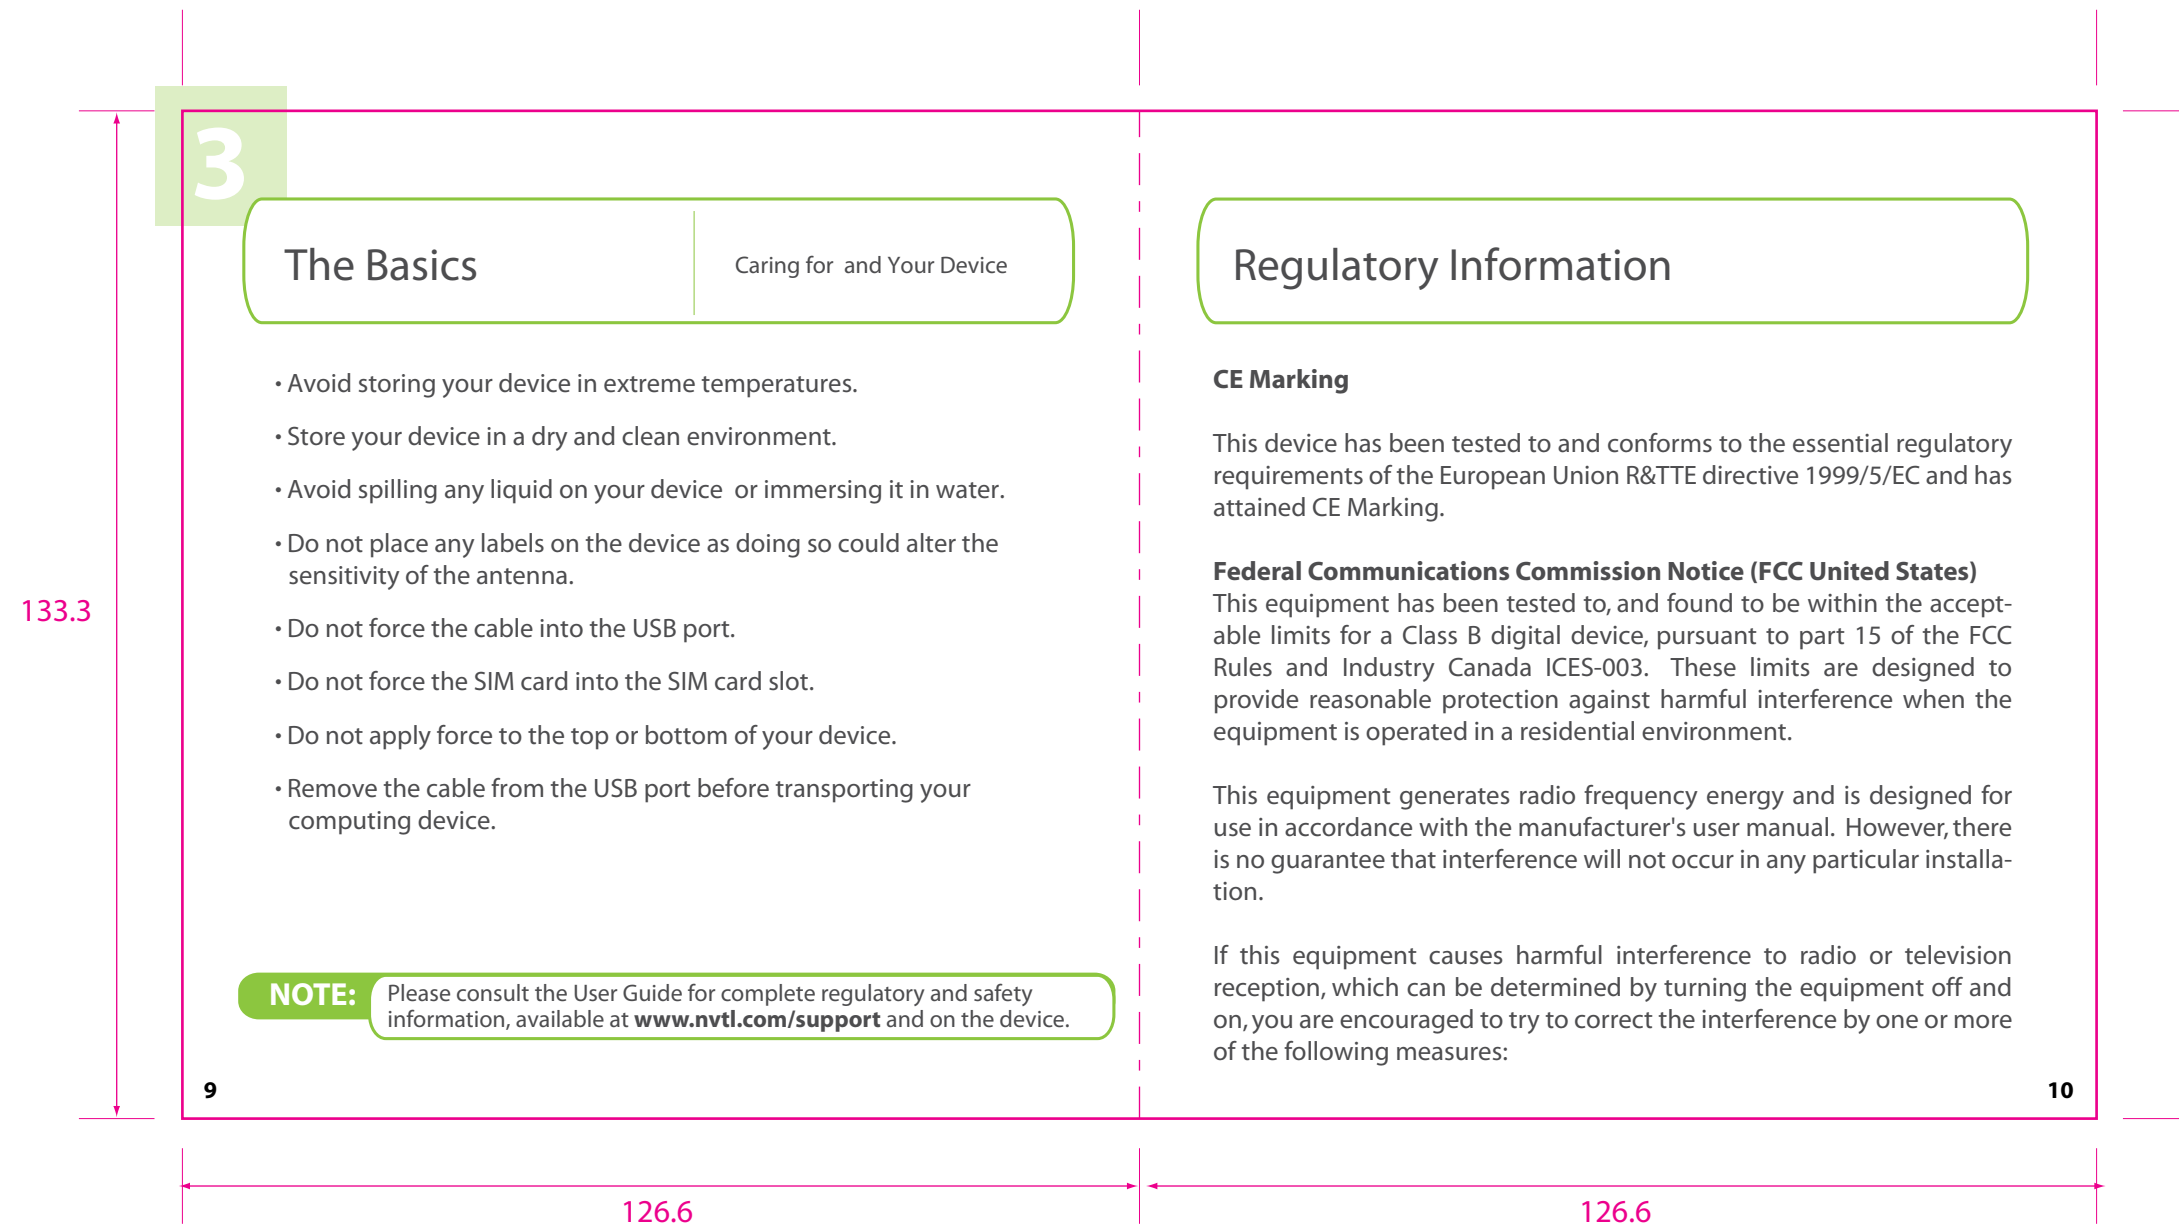 3
The Basics
Caring for  and Your Device
• Avoid storing your device in extreme temperatures.
• Store your device in a dry and clean environment.
• Avoid spilling any liquid on your device  or immersing it in water.
• Do not place any labels on the device as doing so could alter the
sensitivity of the antenna.
• Do not force the cable into the USB port.
• Do not force the SIM card into the SIM card slot.
• Do not apply force to the top or bottom of your device.
• Remove the cable from the USB port before transporting your
computing device.
NOTE:
Please consult the User Guide for complete regulatory and safety
information, available at www.nvtl.com/support and on the device.
9
133.3
126.6
Regulatory Information
CE Marking
This device has been tested to and conforms to the essential regulatory
requirements of the European Union R&TTE directive 1999/5/EC and has
attained CE Marking.
Federal Communications Commission Notice (FCC United States)
This equipment has been tested to, and found to be within the accept-
able limits for a Class B digital device, pursuant to part 15 of the FCC
Rules and Industry Canada ICES-003.  These limits are designed to
provide reasonable protection against harmful interference when the
equipment is operated in a residential environment.
This equipment generates radio frequency energy and is designed for
use in accordance with the manufacturer's user manual.  However, there
is no guarantee that interference will not occur in any particular installa-
tion.
If this equipment causes harmful interference to radio or television
reception, which can be determined by turning the equipment off and
on, you are encouraged to try to correct the interference by one or more
of the following measures:
10
126.6